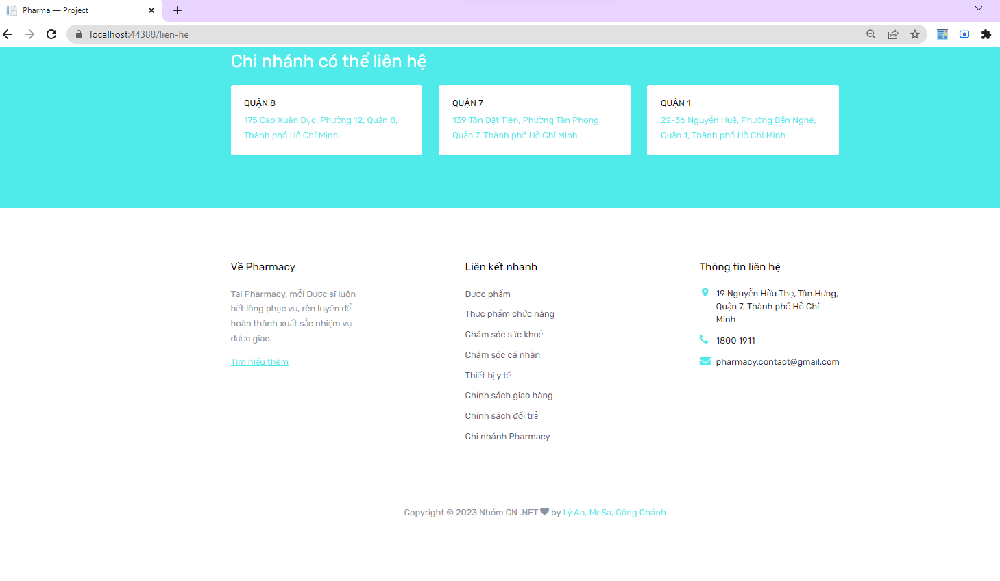 Pharma — Project
localhost:44388/lien-he
Chi nhánh có thể liên hệ
QUẬN 8
175 Cao Xuân Dục, Phường 12, Quận 8,
Thành phố Hồ Chí Minh
QUẬN 7
139 Tôn Dật Tiên, Phường Tân Phong,
Quận 7, Thành phố Hồ Chí Minh
QUẬN 1
22-36 Nguyễn Huệ, Phường Bến Nghé,
Quận 1, Thành phố Hồ Chí Minh
Về Pharmacy
Tại Pharmacy, mỗi Dược sĩ luôn
hết lòng phục vụ, rèn luyện để
hoàn thành xuất sắc nhiệm vụ
được giao.
Tìm hiểu thêm
Liên kết nhanh
Dược phẩm
Thực phẩm chức năng
Chăm sóc sức khoẻ
Chăm sóc cá nhân
Thiết bị y tế
Chính sách giao hàng
Chính sách đổi trả
Chi nhánh Pharmacy
Thông tin liên hệ
19 Nguyễn Hữu Thọ, Tân Hưng,
Quận 7, Thành phố Hồ Chí
Minh
1800 1911
pharmacy.contact@gmail.com
Copyright © 2023 Nhóm CN .NET ♥ by Lý An, MeSa, Công Chánh